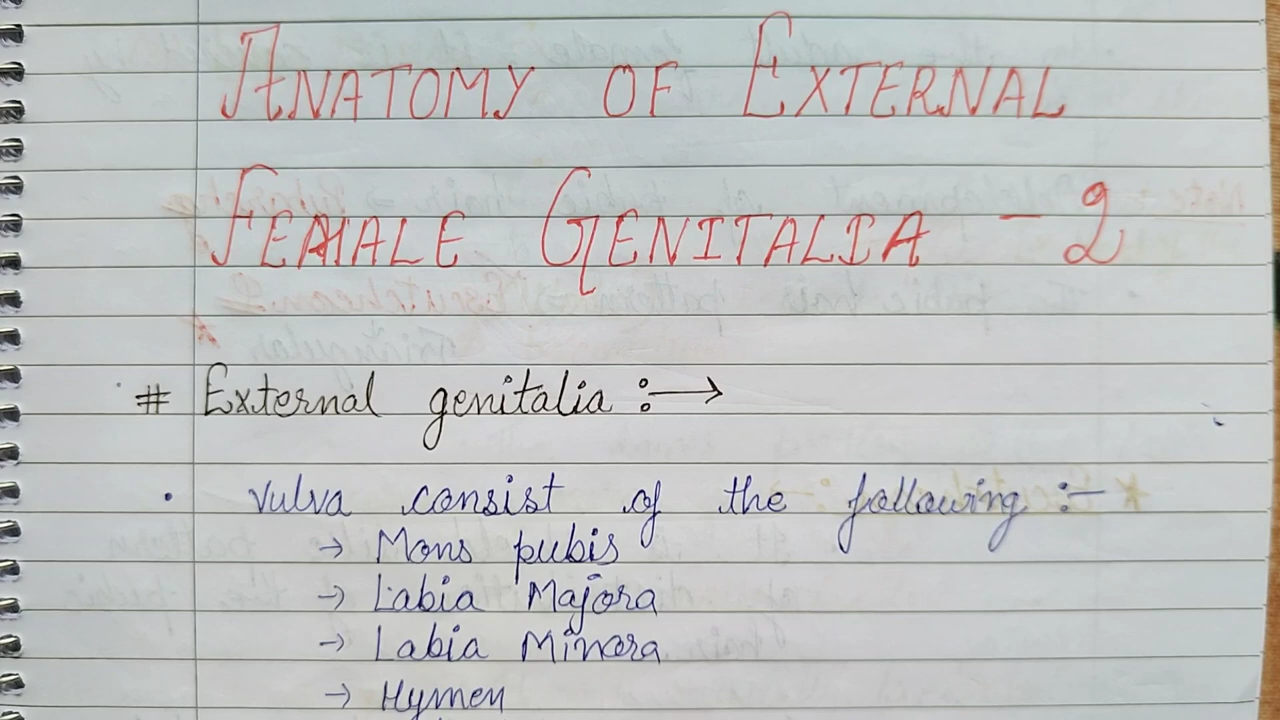 ANATOMY OF EXTERNAL
FEMALE GENITALIA - 2
# External genitalia :→
• Vulva consist of the following :-
→ Mons pubis
→ Labia Majora
→ Labia Minora
→ Hymen